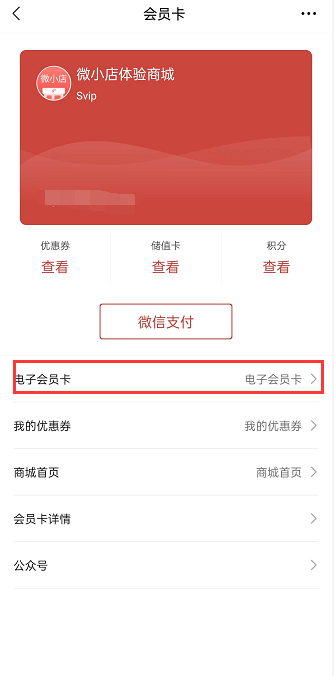 会员卡
微小店
微小店体验商城
Svip
优惠券 储值卡 积分
查看 查看 查看
微信支付
电子会员卡 电子会员卡
我的优惠券 我的优惠券
商城首页 商城首页
会员卡详情
公众号